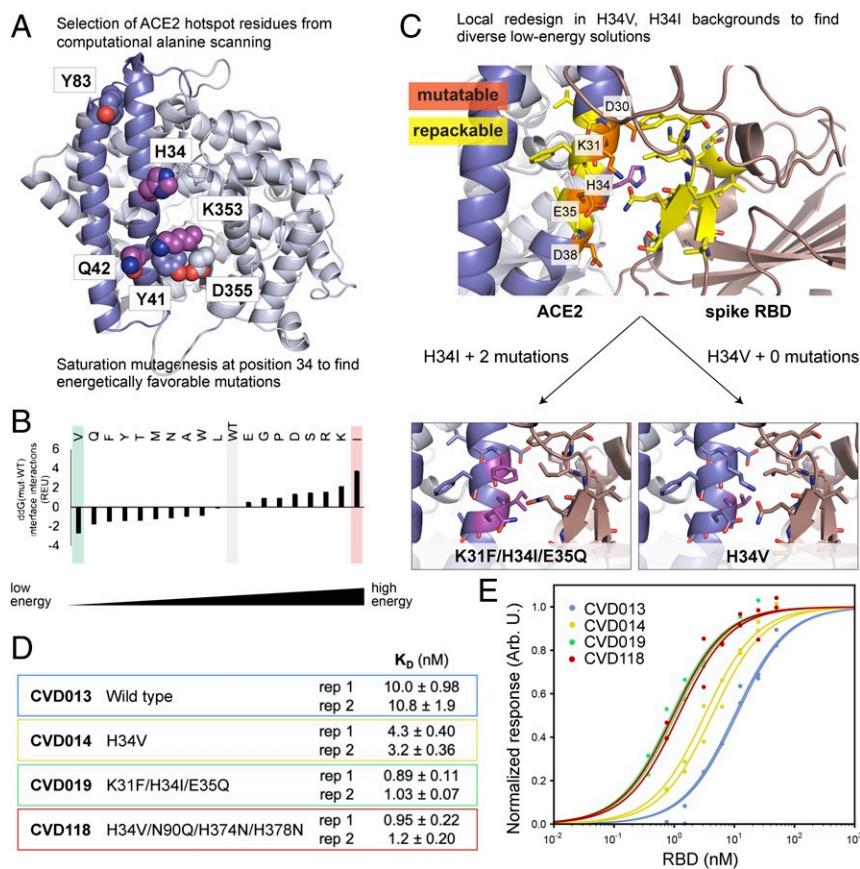 A
Selection of ACE2 hotspot residues from
computational alanine scanning
Y83
H34
K353
Q42
Y41
D355
Saturation mutagenesis at position 34 to find
energetically favorable mutations
B
V Q F Y T M N A W L WT E G P D S R K I
ddG(mut-WT)
interface interactions
(REU)
6
4
2
0
-2
-4
low
energy
high
energy
C
Local redesign in H34V, H34I backgrounds to find
diverse low-energy solutions
mutatable
repackable
D30
K31
H34
E35
D38
ACE2
spike RBD
H34I + 2 mutations
H34V + 0 mutations
K31F/H34I/E35Q
H34V
D
K_D (nM)
CVD013 Wild type rep 1 10.0 ± 0.98
rep 2 10.8 ± 1.9
CVD014 H34V rep 1 4.3 ± 0.40
rep 2 3.2 ± 0.36
CVD019 K31F/H34I/E35Q rep 1 0.89 ± 0.11
rep 2 1.03 ± 0.07
CVD118 H34V/N90Q/H374N/H378N rep 1 0.95 ± 0.22
rep 2 1.2 ± 0.20
E
CVD013
CVD014
CVD019
CVD118
Normalized response (Arb. U.)
1.0
0.8
0.6
0.4
0.2
0.0
10⁻² 10⁻¹ 10⁰ 10¹ 10² 10³
RBD (nM)